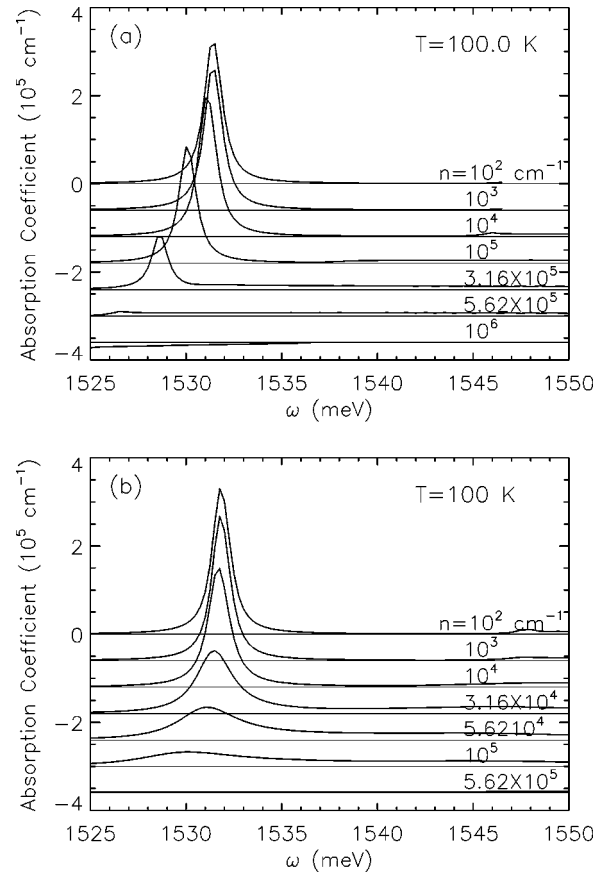 (a)
T=100.0 K
Absorption Coefficient (10⁵ cm⁻¹)
4
2
0
−2
−4
n=10² cm⁻¹
10³
10⁴
10⁵
3.16X10⁵
5.62X10⁵
10⁶
1525 1530 1535 1540 1545 1550
ω (meV)
(b)
T=100 K
Absorption Coefficient (10⁵ cm⁻¹)
4
2
0
−2
−4
n=10² cm⁻¹
10³
10⁴
3.16X10⁴
5.6210⁴
10⁵
5.62X10⁵
1525 1530 1535 1540 1545 1550
ω (meV)